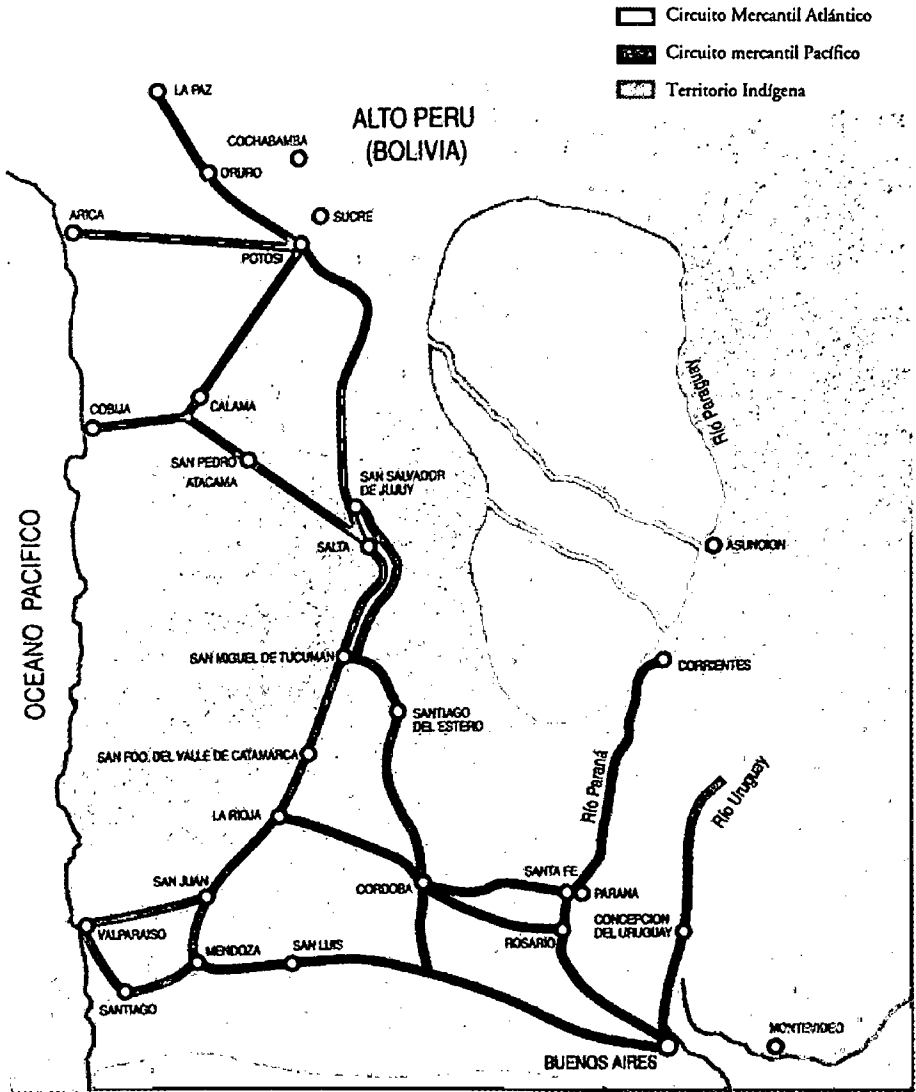 Circuito Mercantil Atlántico
Circuito mercantil Pacífico
Territorio Indígena
LA PAZ
ALTO PERU
(BOLIVIA)
COCHABAMBA
ORURO
SUCRE
ARICA
POTOSI
Río Paraguay
COBIJA
CALAMA
SAN PEDRO
ATACAMA
SAN SALVADOR
DE JUJUY
SALTA
ASUNCION
OCEANO PACIFICO
SAN MIGUEL DE TUCUMAN
CORRIENTES
SANTIAGO
DEL ESTERO
SAN FDO. DEL VALLE DE CATAMARCA
Río Paraná
Río Uruguay
LA RIOJA
SAN JUAN
CORDOBA
SANTA FE
PARANA
VALPARAISO
MENDOZA
SAN LUIS
ROSARIO
CONCEPCION
DEL URUGUAY
SANTIAGO
BUENOS AIRES
MONTEVIDEO